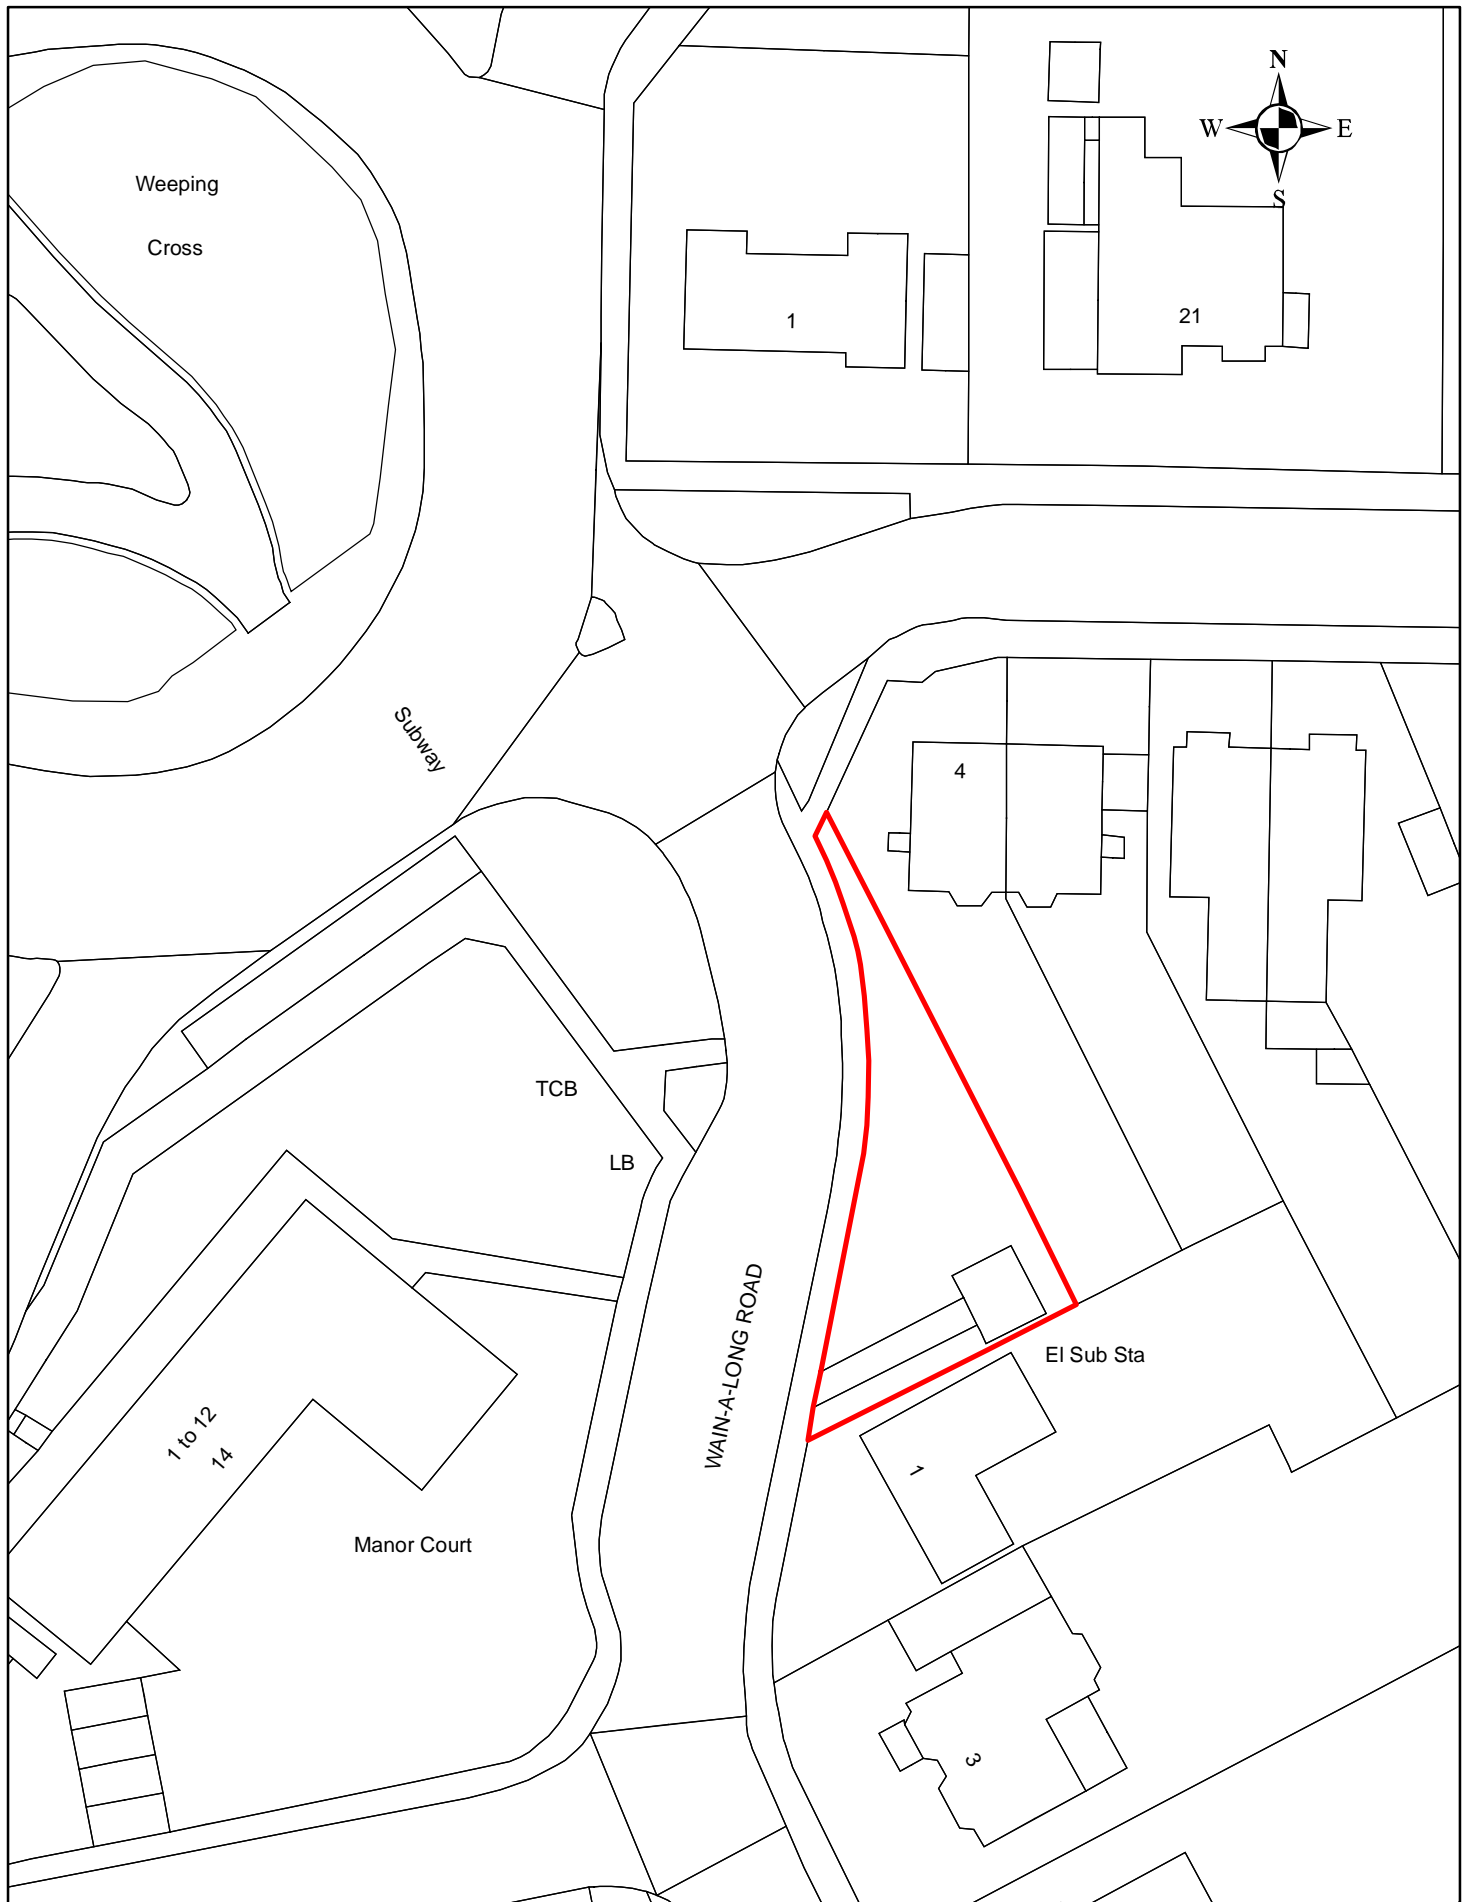 N
W E
S
Weeping
Cross
1
21
Subway
4
TCB
LB
WAIN-A-LONG ROAD
El Sub Sta
1 to 12
14
1
Manor Court
3